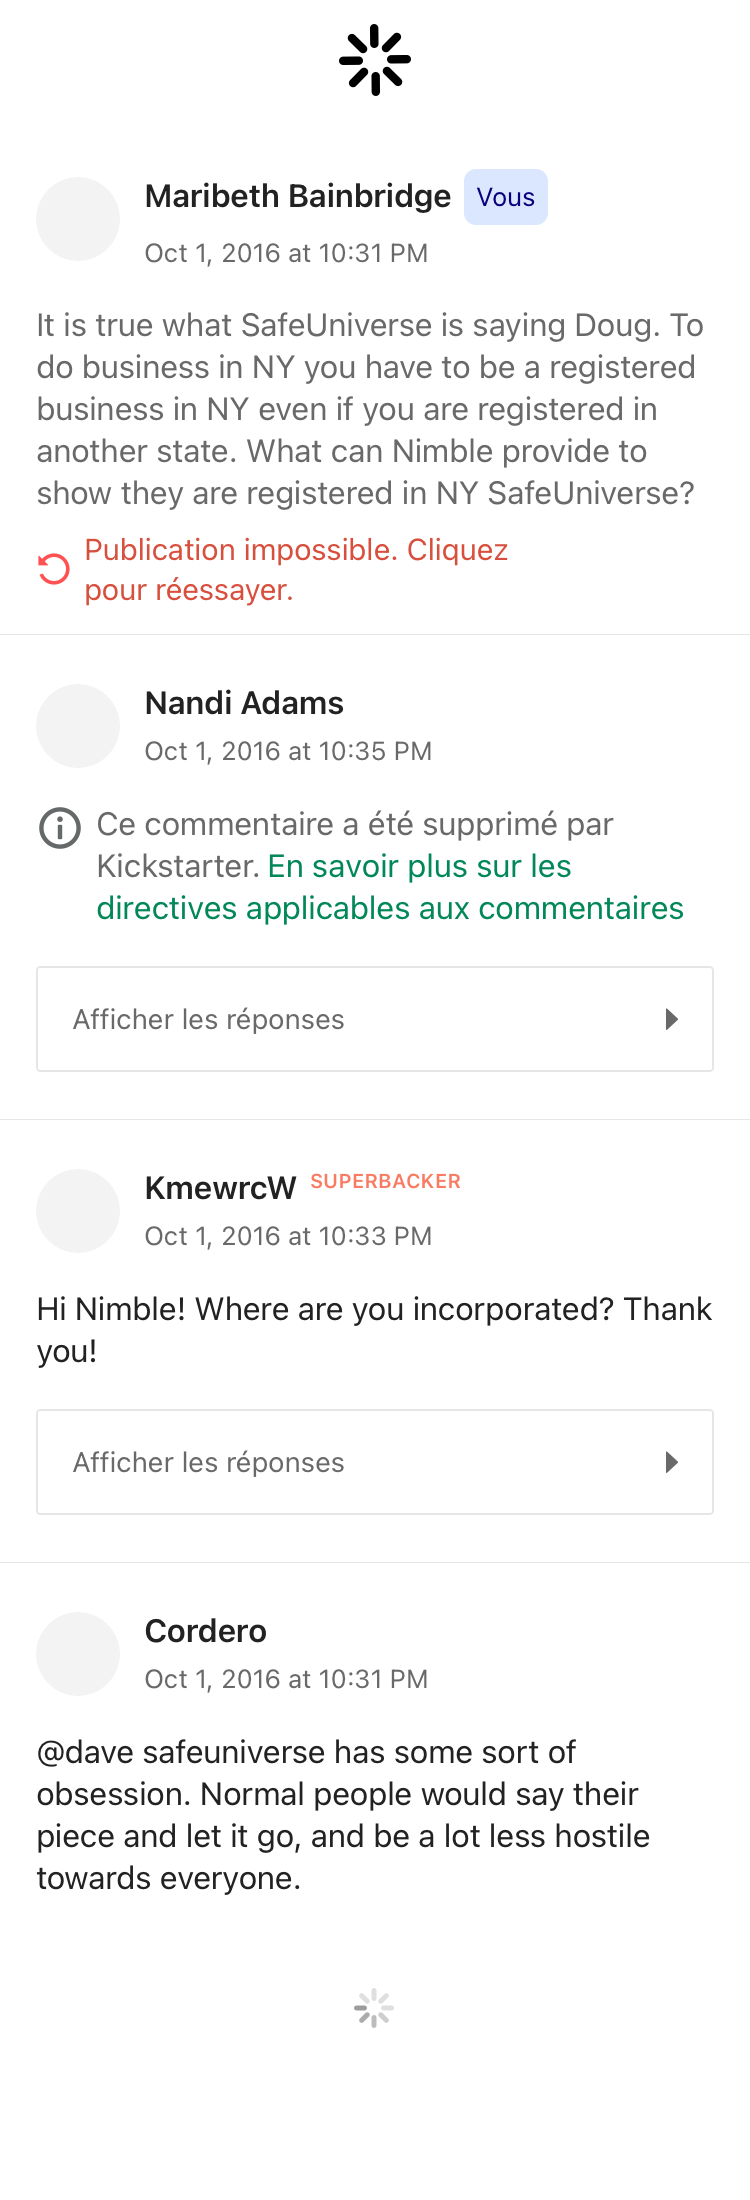 Maribeth Bainbridge Vous
Oct 1, 2016 at 10:31 PM
It is true what SafeUniverse is saying Doug. To
do business in NY you have to be a registered
business in NY even if you are registered in
another state. What can Nimble provide to
show they are registered in NY SafeUniverse?
Publication impossible. Cliquez
pour réessayer.
Nandi Adams
Oct 1, 2016 at 10:35 PM
Ce commentaire a été supprimé par
Kickstarter. En savoir plus sur les
directives applicables aux commentaires
Afficher les réponses
KmewrcW SUPERBACKER
Oct 1, 2016 at 10:33 PM
Hi Nimble! Where are you incorporated? Thank
you!
Afficher les réponses
Cordero
Oct 1, 2016 at 10:31 PM
@dave safeuniverse has some sort of
obsession. Normal people would say their
piece and let it go, and be a lot less hostile
towards everyone.